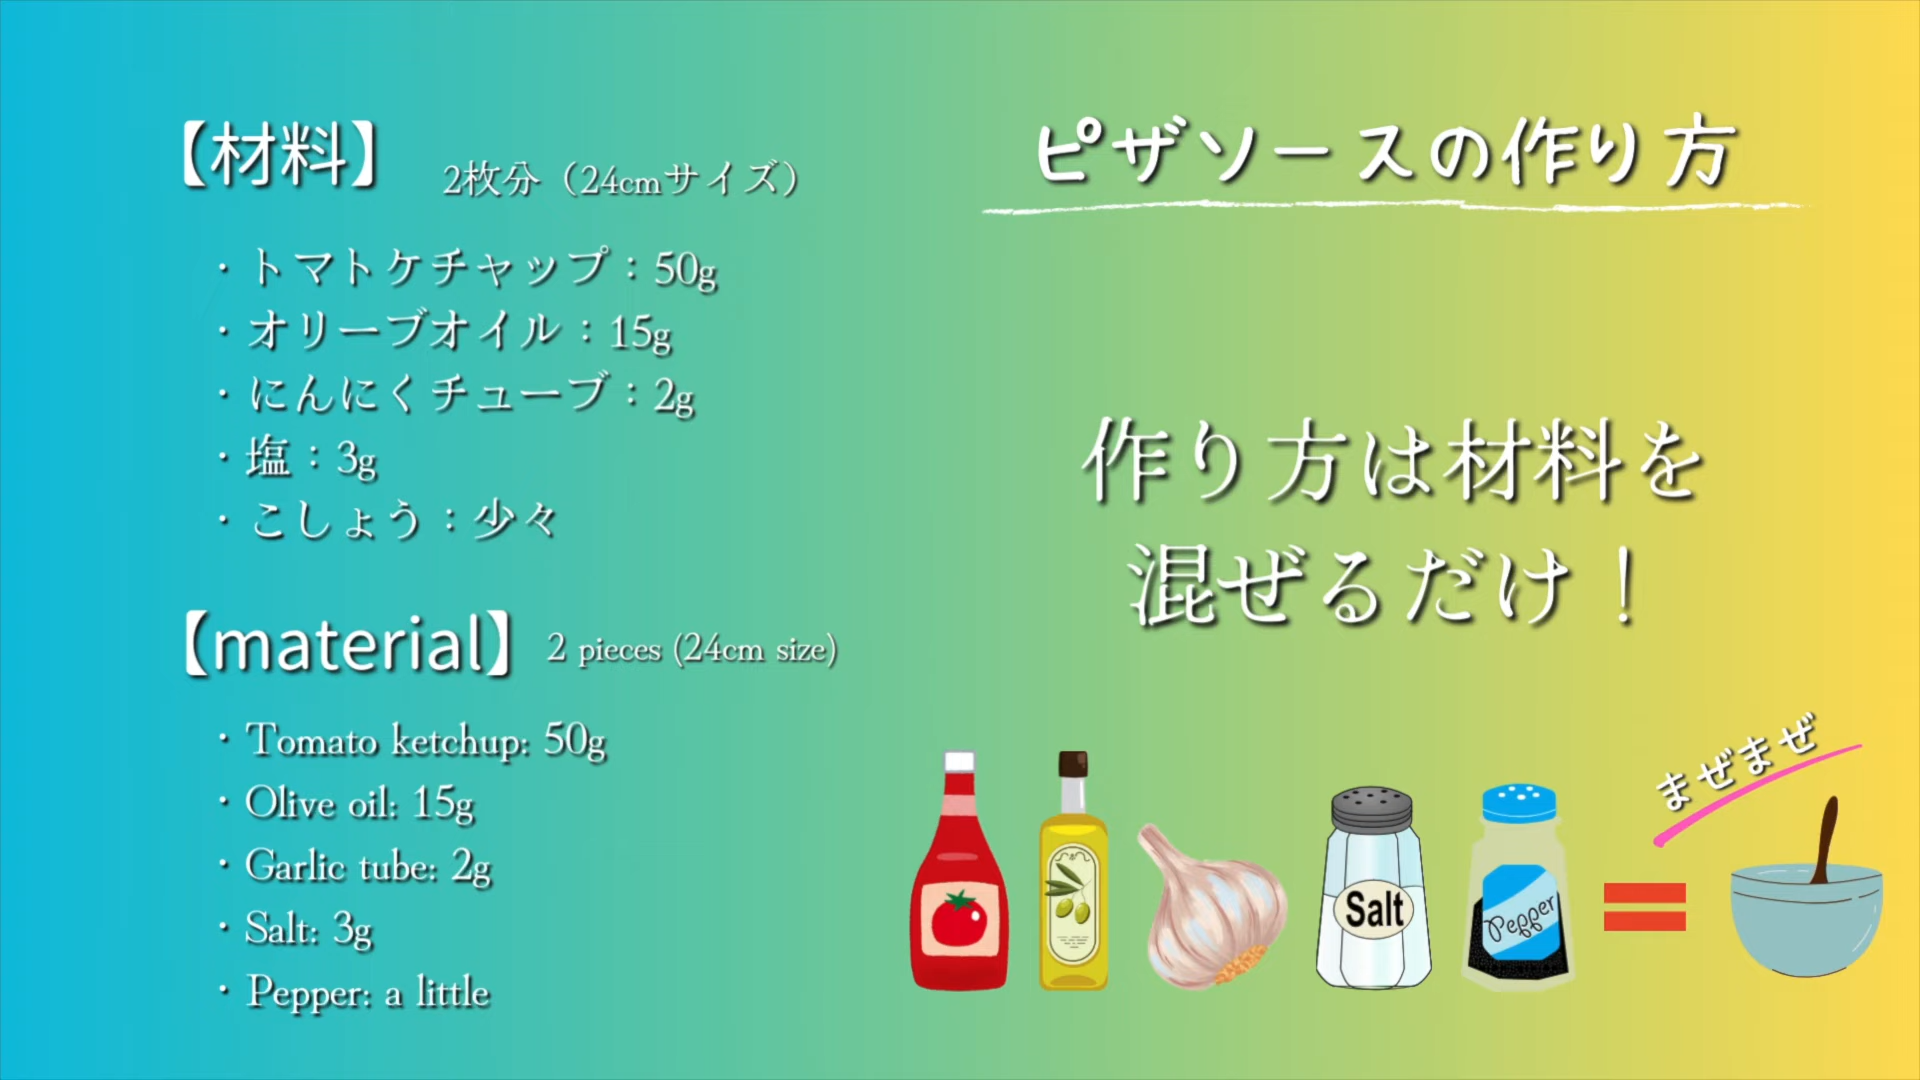 【材料】 2枚分（24cmサイズ）
・トマトケチャップ：50g
・オリーブオイル：15g
・にんにくチューブ：2g
・塩：3g
・こしょう：少々
【material】 2 pieces (24cm size)
・Tomato ketchup: 50g
・Olive oil: 15g
・Garlic tube: 2g
・Salt: 3g
・Pepper: a little
ピザソースの作り方
作り方は材料を
混ぜるだけ！
まぜまぜ
Salt
Pepper